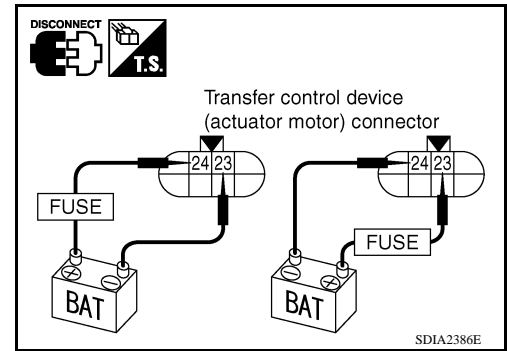 DISCONNECT
T.S.
Transfer control device
(actuator motor) connector
24 23
24 23
FUSE
FUSE
+ −
− +
BAT
BAT
SDIA2386E